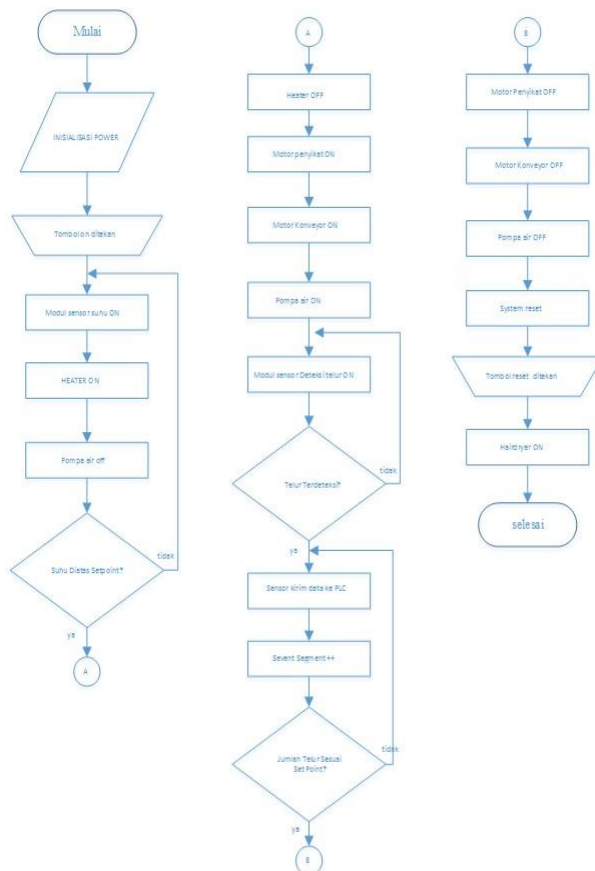 Mulai
INISIALISASI POWER
Tombol on ditekan
Modul sensor suhu ON
HEATER ON
Pompa air off
Suhu Diatas Setpoint?
tidak
ya
A
A
Heater OFF
Motor penyikat ON
Motor Konveyor ON
Pompa air ON
Modul sensor Deteksi telur ON
Telur Terdeteksi?
tidak
ya
Sensor kirim data ke PLC
Sevent Segment++
Jumlah Telur Sesuai
Set Point?
tidak
ya
B
B
Motor Penyikat OFF
Motor Konveyor OFF
Pompa air OFF
System reset
Tombol reset ditekan
Hairdryer ON
selesai